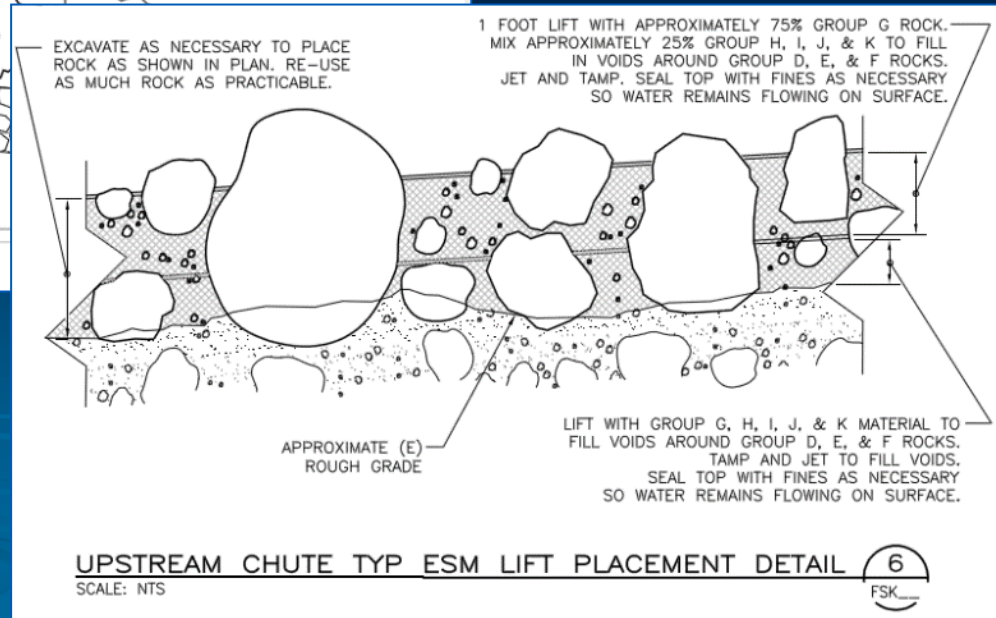 EXCAVATE AS NECESSARY TO PLACE
ROCK AS SHOWN IN PLAN. RE-USE
AS MUCH ROCK AS PRACTICABLE.
1 FOOT LIFT WITH APPROXIMATELY 75% GROUP G ROCK.
MIX APPROXIMATELY 25% GROUP H, I, J, & K TO FILL
IN VOIDS AROUND GROUP D, E, & F ROCKS.
JET AND TAMP. SEAL TOP WITH FINES AS NECESSARY
SO WATER REMAINS FLOWING ON SURFACE.
APPROXIMATE (E)
ROUGH GRADE
LIFT WITH GROUP G, H, I, J, & K MATERIAL TO
FILL VOIDS AROUND GROUP D, E, & F ROCKS.
TAMP AND JET TO FILL VOIDS.
SEAL TOP WITH FINES AS NECESSARY
SO WATER REMAINS FLOWING ON SURFACE.
UPSTREAM CHUTE TYP ESM LIFT PLACEMENT DETAIL
SCALE: NTS
6
FSK__